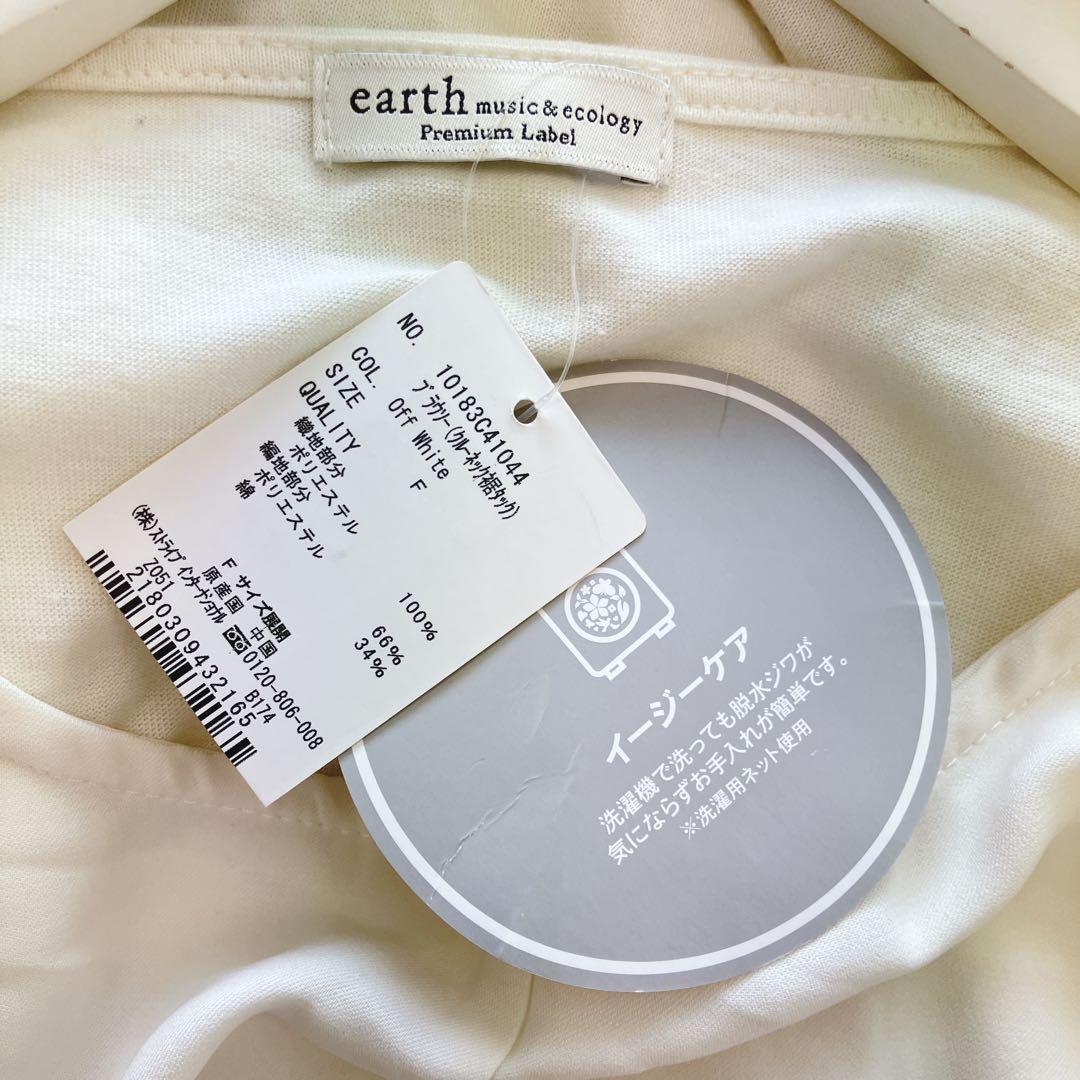 earth music&ecology
Premium Label
NO. 10183C41044
ブラウリー(クルーネック裾タック)
COL. Off White
SIZE F
QUALITY
織地部分
ポリエステル 100%
編地部分
ポリエステル 66%
綿 34%
F サイズ展開
原産国 中国
(株)ストライプ インターナショナル 0120-806-008
Z051 B174
2180309432165
イージーケア
洗濯機で洗っても脱水ジワが
気にならずお手入れが簡単です。
※洗濯用ネット使用